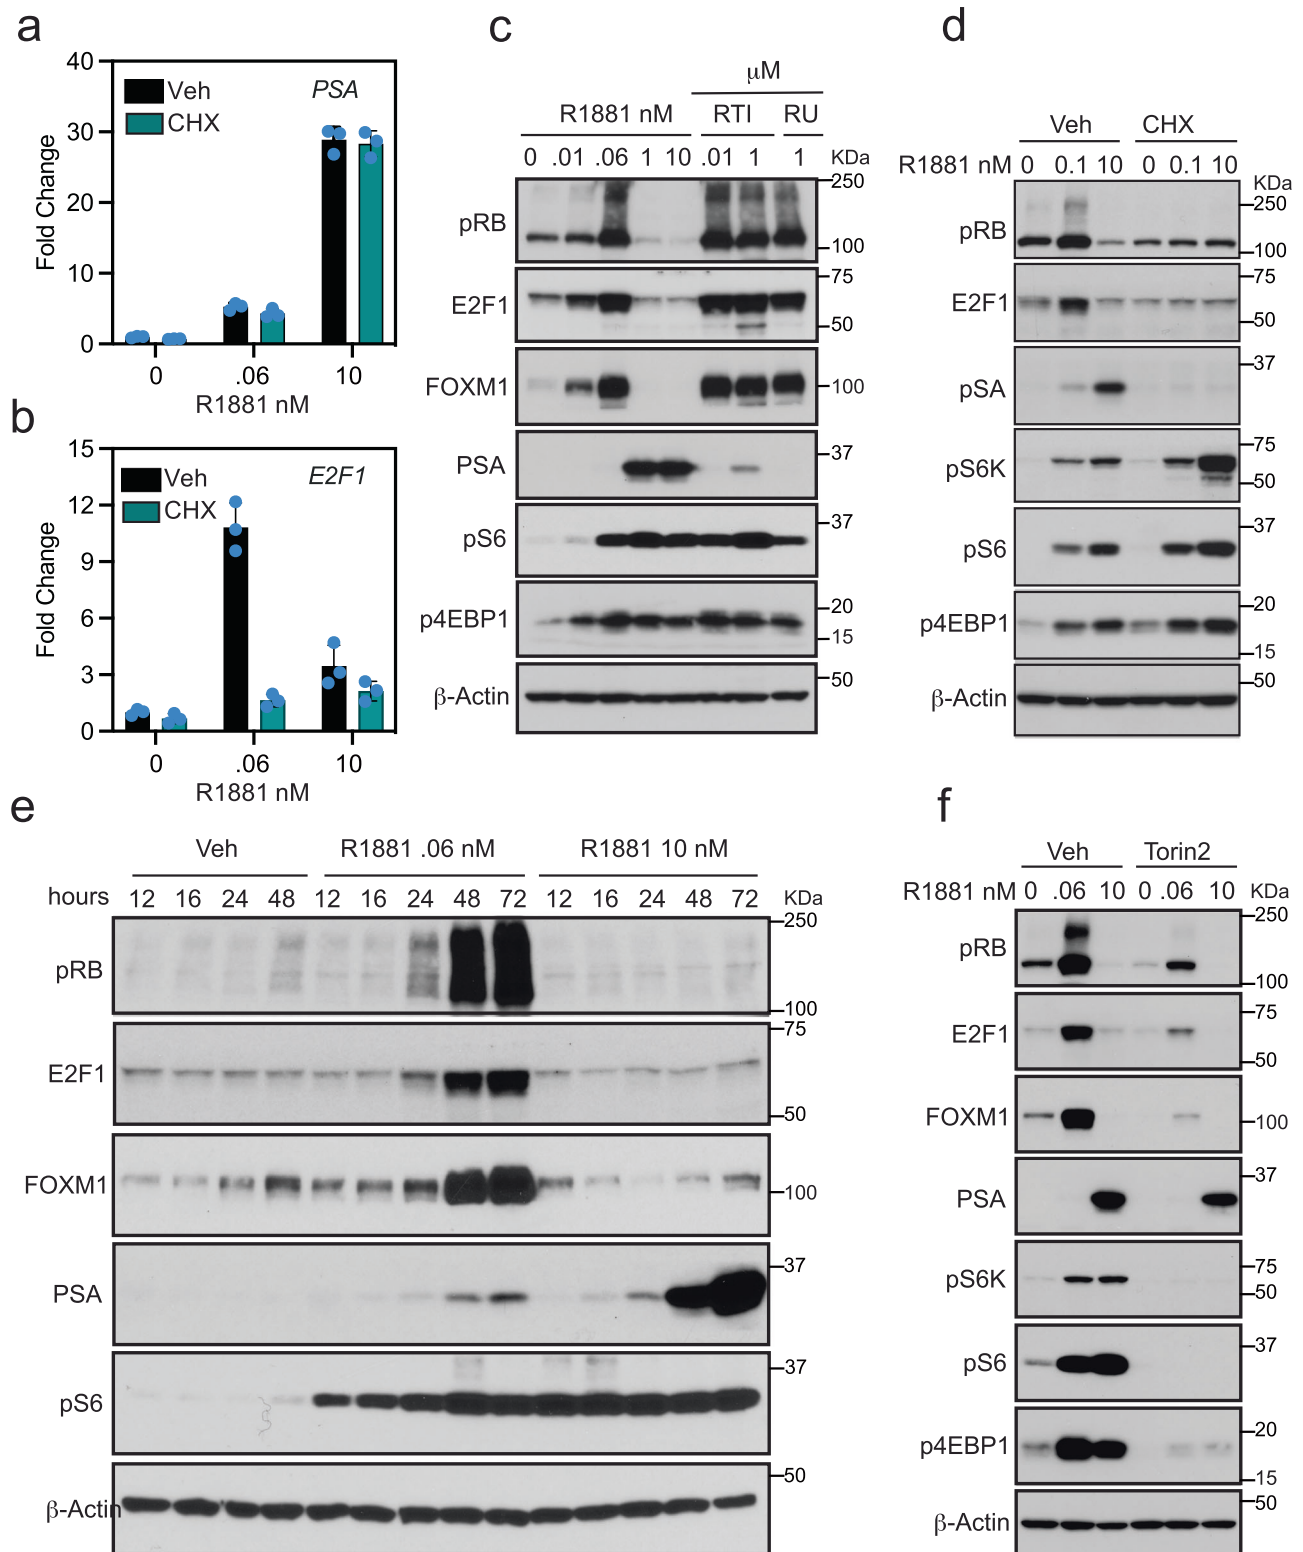 a
40
30
20
10
0
Fold Change
Veh
CHX
PSA
0 .06 10
R1881 nM
b
15
12
9
6
3
0
Fold Change
Veh
CHX
E2F1
0 .06 10
R1881 nM
c
μM
R1881 nM RTI RU
0 .01 .06 1 10 .01 1 1 KDa
pRB 250 100
E2F1 75 50
FOXM1 100
PSA 37
pS6 37
p4EBP1 20 15
β-Actin 50
d
Veh CHX
R1881 nM 0 0.1 10 0 0.1 10
KDa
pRB 250 100
E2F1 75 50
pSA 37
pS6K 75 50
pS6 37
p4EBP1 20 15
β-Actin 50
e
Veh R1881 .06 nM R1881 10 nM
hours 12 16 24 48 12 16 24 48 72 12 16 24 48 72 KDa
pRB 250 100
E2F1 75 50
FOXM1 100
PSA 37
pS6 37
β-Actin 50
f
Veh Torin2
R1881 nM 0 .06 10 0 .06 10 KDa
pRB 250 100
E2F1 75 50
FOXM1 100
PSA 37
pS6K 75 50
pS6 37
p4EBP1 20 15
β-Actin 50